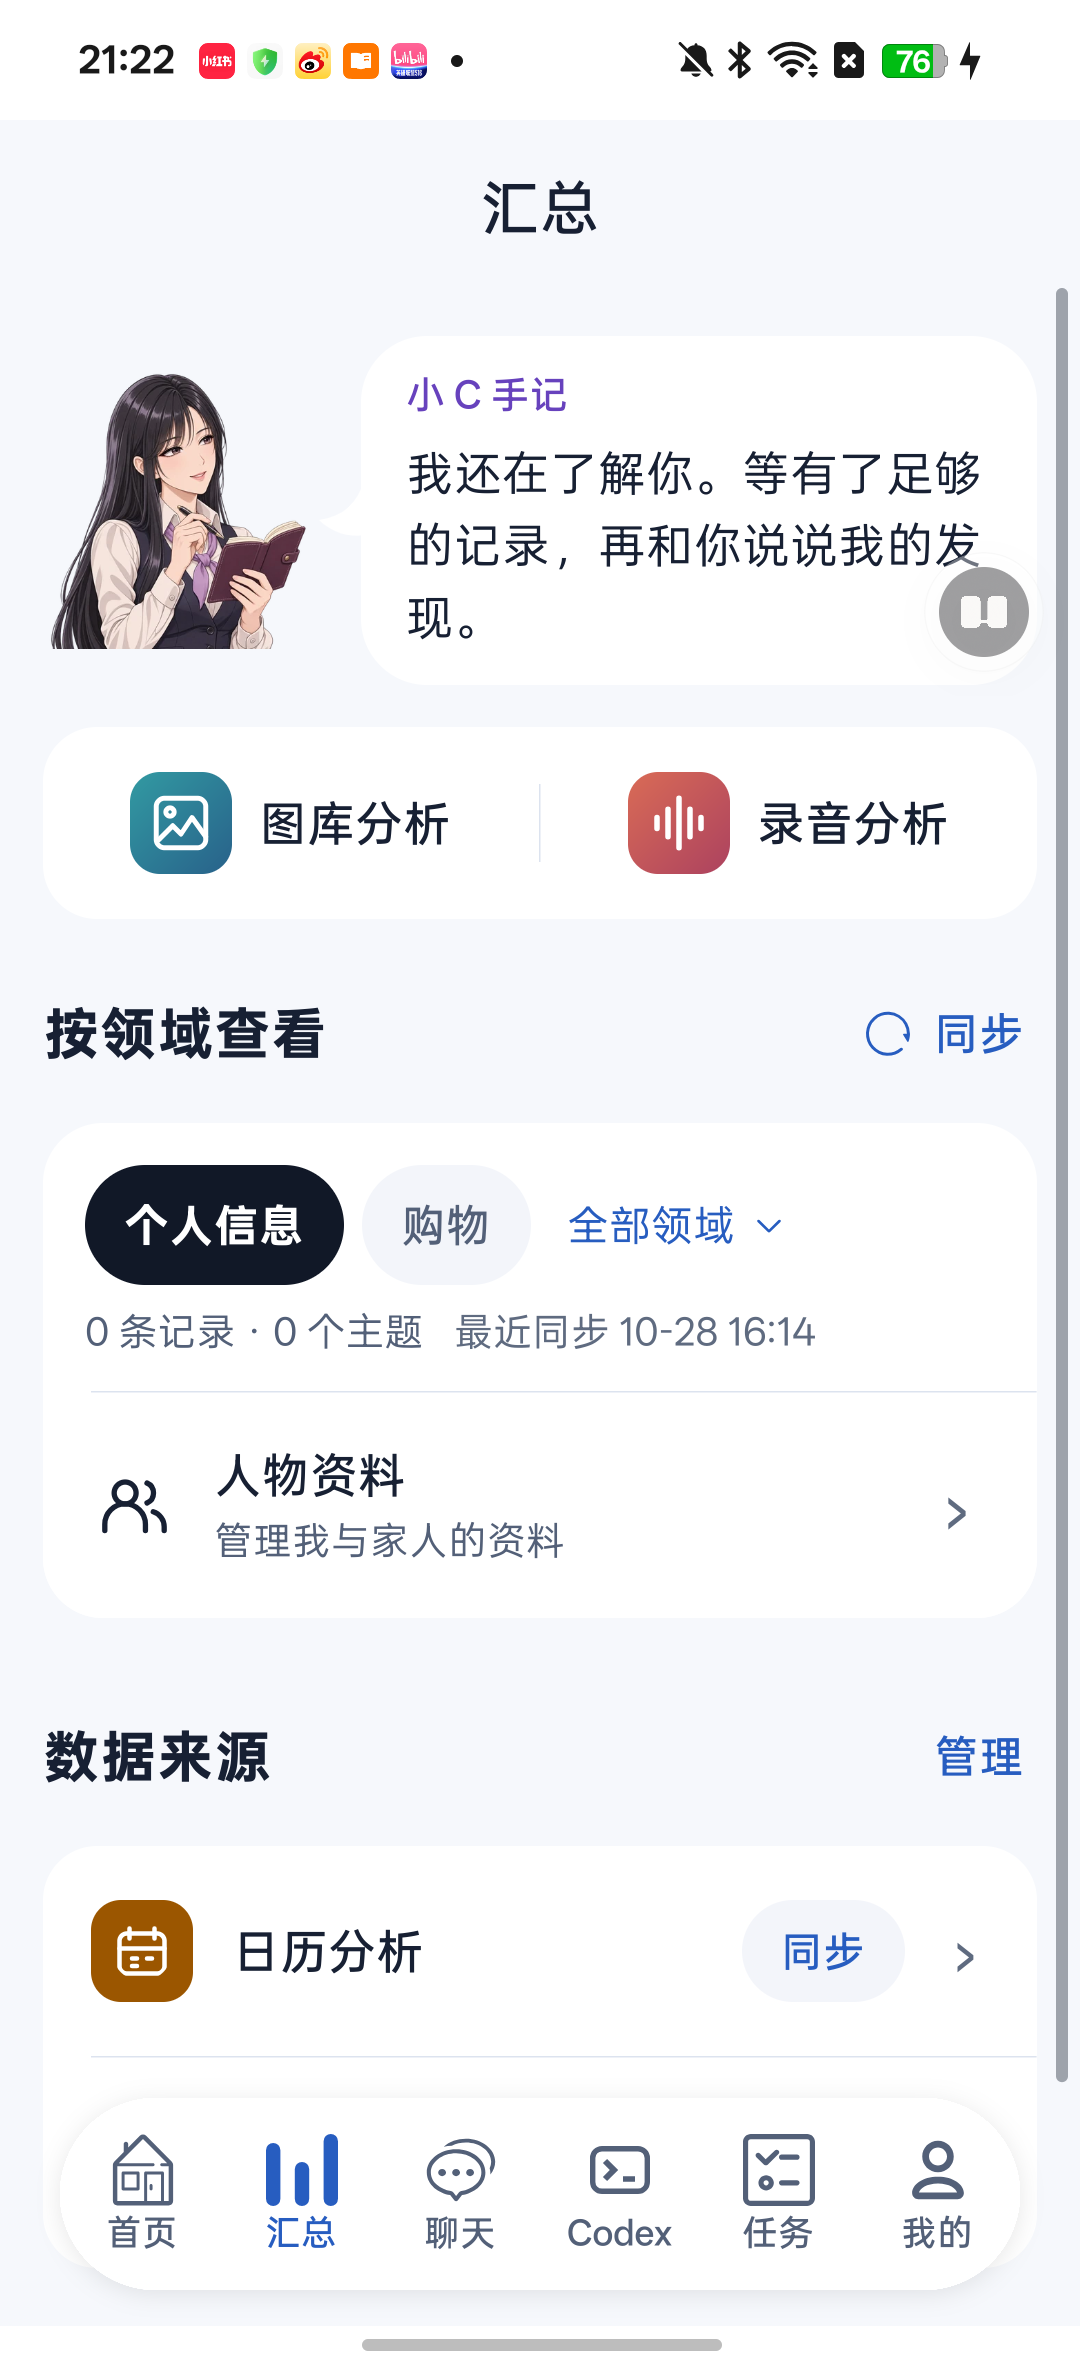 21:22
小红书
bilibili
76
汇总
小 C 手记
我还在了解你。等有了足够
的记录，再和你说说我的发
现。
图库分析
录音分析
按领域查看
同步
个人信息
购物
全部领域
0 条记录 · 0 个主题 最近同步 10-28 16:14
人物资料
管理我与家人的资料
数据来源
管理
日历分析
同步
首页
汇总
聊天
Codex
任务
我的